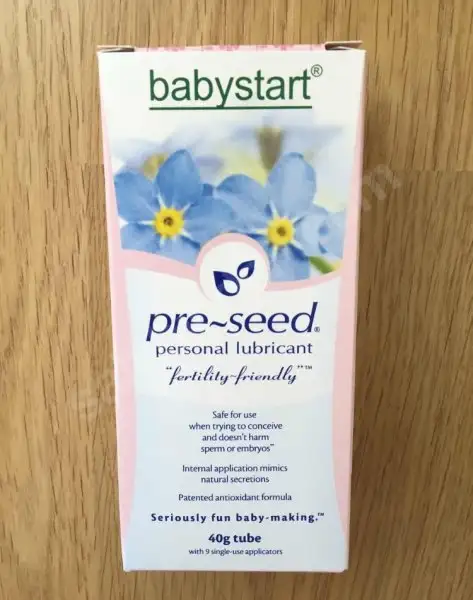 babystart®
pre~seed®
personal lubricant
"fertility~friendly"™
Safe for use
when trying to conceive
and doesn't harm
sperm or embryos"
Internal application mimics
natural secretions
Patented antioxidant formula
Seriously fun baby-making.™
40g tube
with 9 single-use applicators